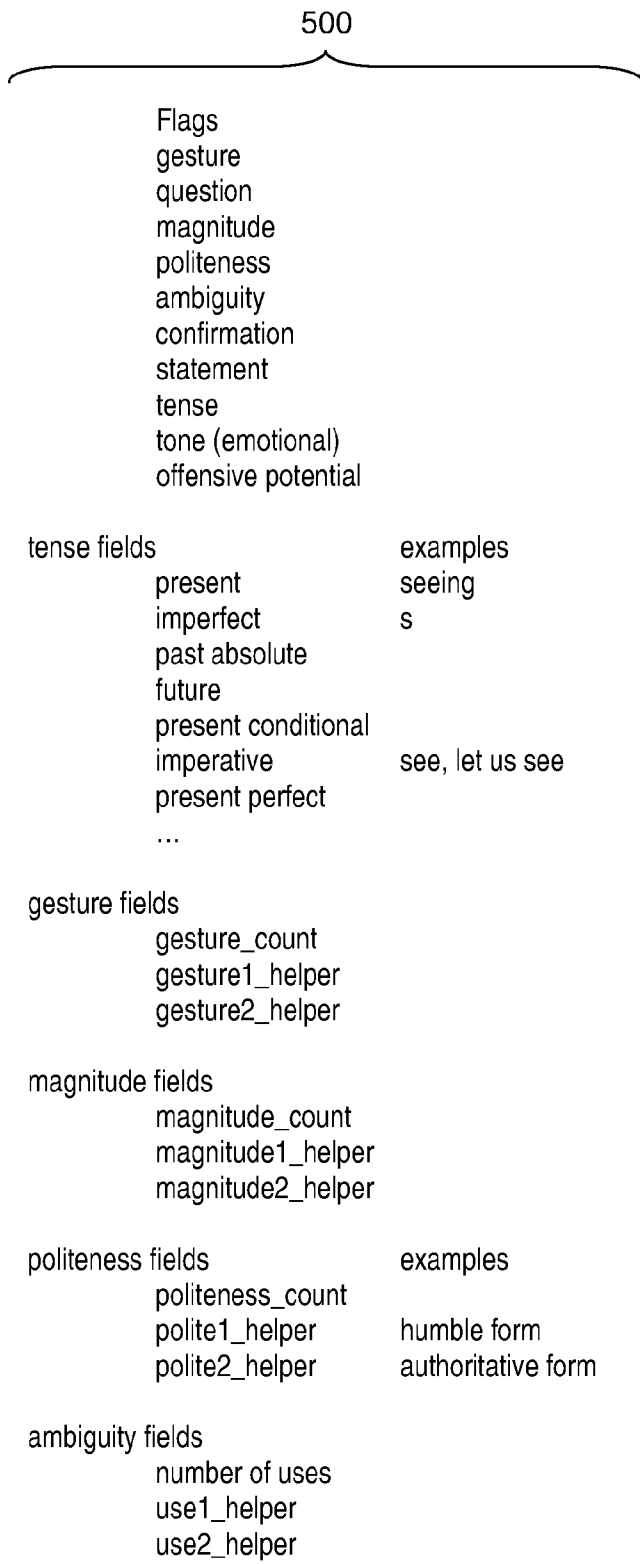 500
Flags
gesture
question
magnitude
politeness
ambiguity
confirmation
statement
tense
tone (emotional)
offensive potential
tense fields examples
present seeing
imperfect s
past absolute
future
present conditional
imperative see, let us see
present perfect
...
gesture fields
gesture_count
gesture1_helper
gesture2_helper
magnitude fields
magnitude_count
magnitude1_helper
magnitude2_helper
politeness fields examples
politeness_count
polite1_helper humble form
polite2_helper authoritative form
ambiguity fields
number of uses
use1_helper
use2_helper